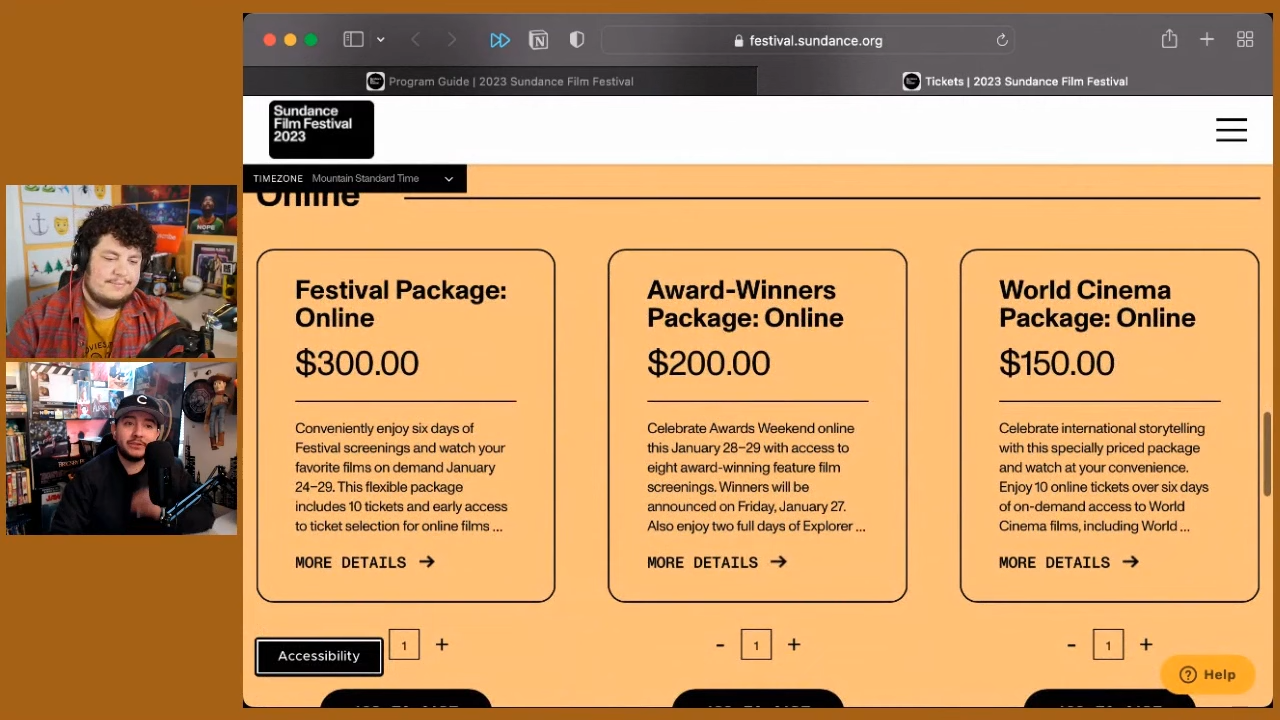 festival.sundance.org
Program Guide | 2023 Sundance Film Festival
Tickets | 2023 Sundance Film Festival
Sundance
Film Festival
2023
TIMEZONE Mountain Standard Time
Online
Festival Package:
Online
$300.00
Conveniently enjoy six days of
Festival screenings and watch your
favorite films on demand January
24–29. This flexible package
includes 10 tickets and early access
to ticket selection for online films ...
MORE DETAILS →
1 +
Award-Winners
Package: Online
$200.00
Celebrate Awards Weekend online
this January 28–29 with access to
eight award-winning feature film
screenings. Winners will be
announced on Friday, January 27.
Also enjoy two full days of Explorer ...
MORE DETAILS →
- 1 +
World Cinema
Package: Online
$150.00
Celebrate international storytelling
with this specially priced package
and watch at your convenience.
Enjoy 10 online tickets over six days
of on-demand access to World
Cinema films, including World ...
MORE DETAILS →
- 1 +
Accessibility
Help
NOPE